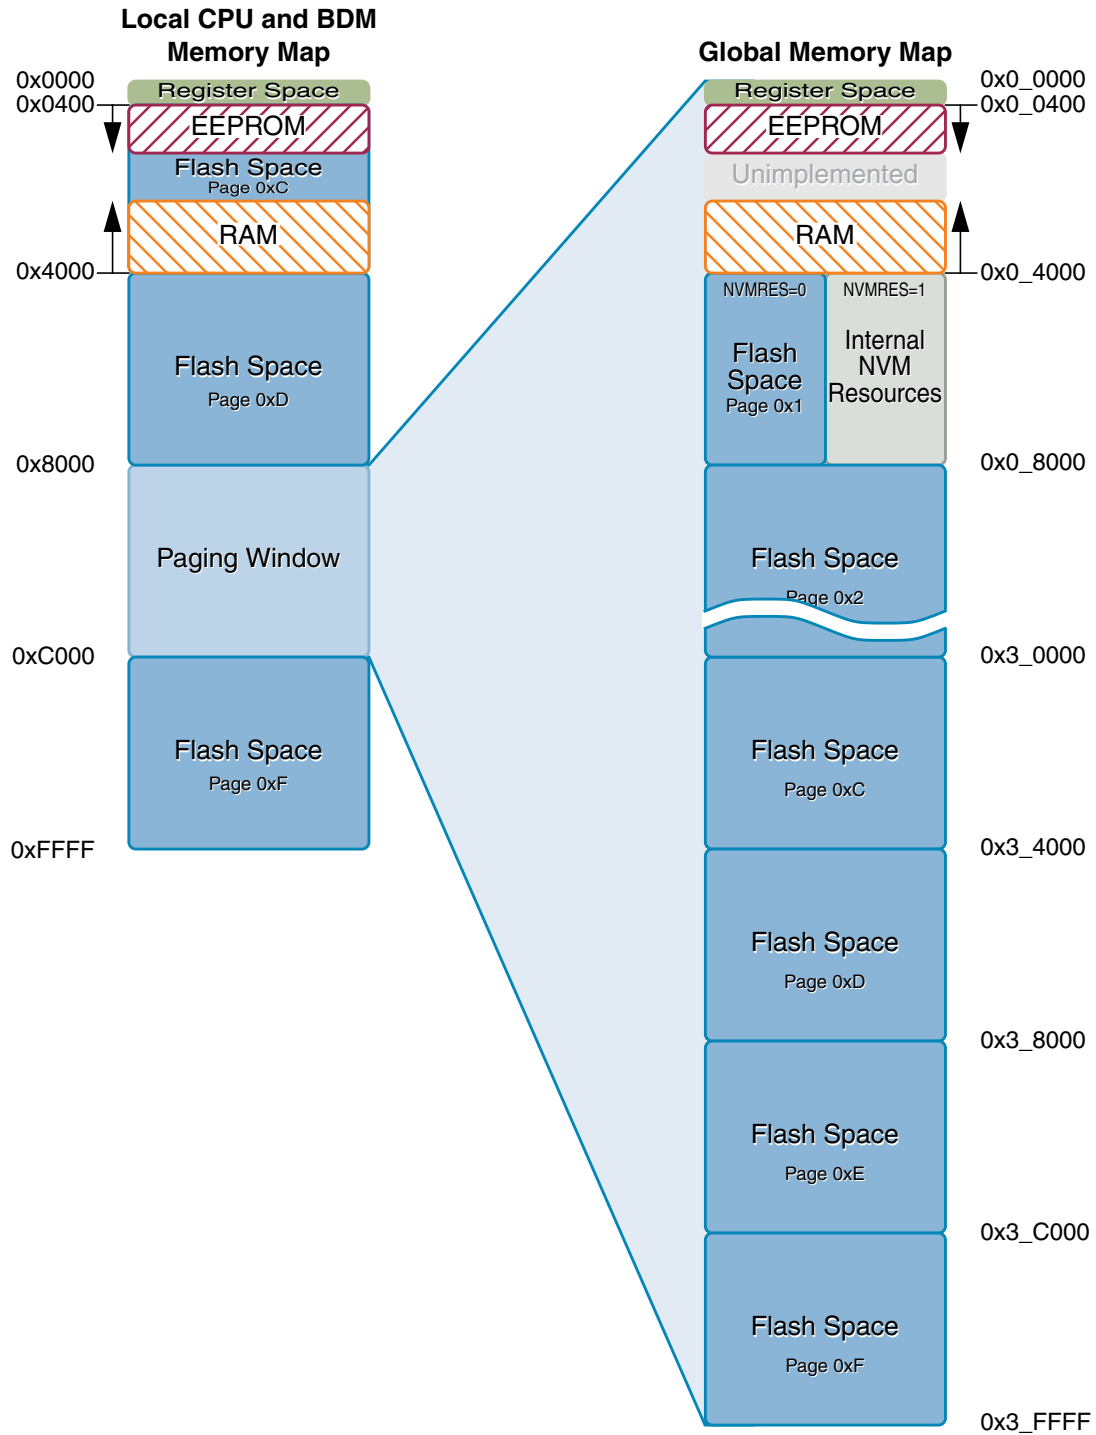 Local CPU and BDM
Memory Map
0x0000
0x0400
0x4000
0x8000
0xC000
0xFFFF
Register Space
EEPROM
Flash Space
Page 0xC
RAM
Flash Space
Page 0xD
Paging Window
Flash Space
Page 0xF
Global Memory Map
Register Space
EEPROM
Unimplemented
RAM
NVMRES=0
Flash
Space
Page 0x1
NVMRES=1
Internal
NVM
Resources
Flash Space
Page 0x2
Flash Space
Page 0xC
Flash Space
Page 0xD
Flash Space
Page 0xE
Flash Space
Page 0xF
0x0_0000
0x0_0400
0x0_4000
0x0_8000
0x3_0000
0x3_4000
0x3_8000
0x3_C000
0x3_FFFF